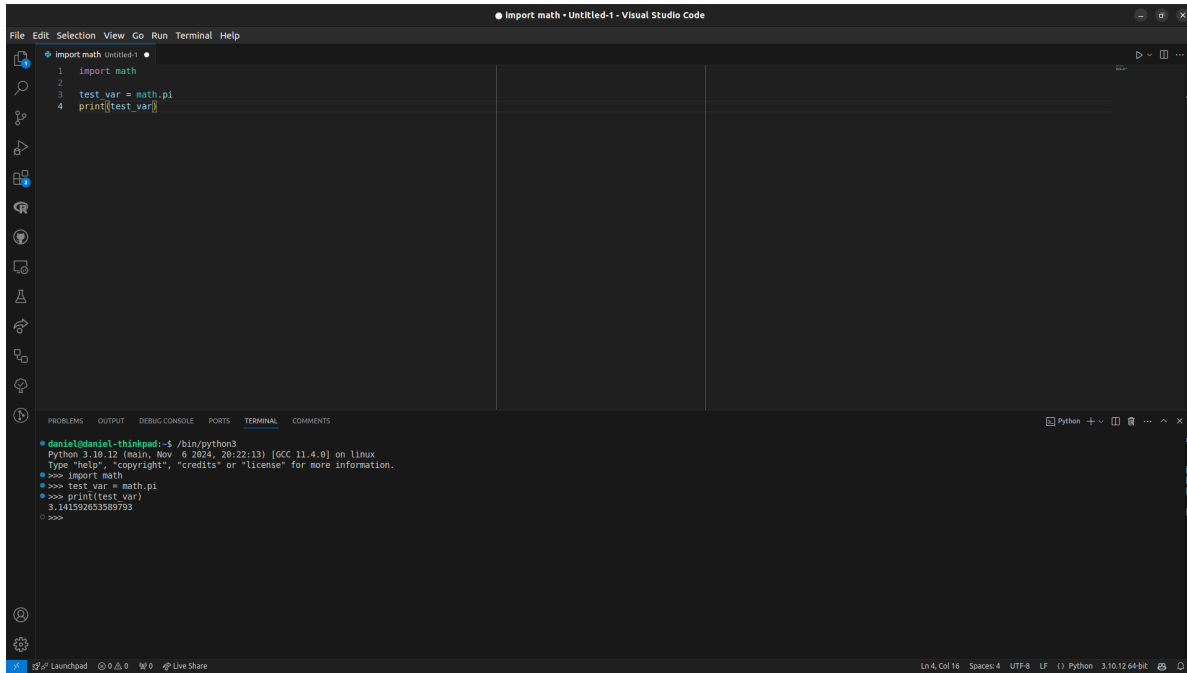 import math • Untitled-1 - Visual Studio Code
File Edit Selection View Go Run Terminal Help
import math Untitled-1
1 import math
2
3 test_var = math.pi
4 print(test_var)
PROBLEMS OUTPUT DEBUG CONSOLE PORTS TERMINAL COMMENTS
Python
daniel@daniel-thinkpad:~$ /bin/python3
Python 3.10.12 (main, Nov  6 2024, 20:22:13) [GCC 11.4.0] on linux
Type "help", "copyright", "credits" or "license" for more information.
>>> import math
>>> test_var = math.pi
>>> print(test_var)
3.141592653589793
>>>
Launchpad 0 0 0 Live Share
Ln 4, Col 16 Spaces: 4 UTF-8 LF Python 3.10.12 64-bit